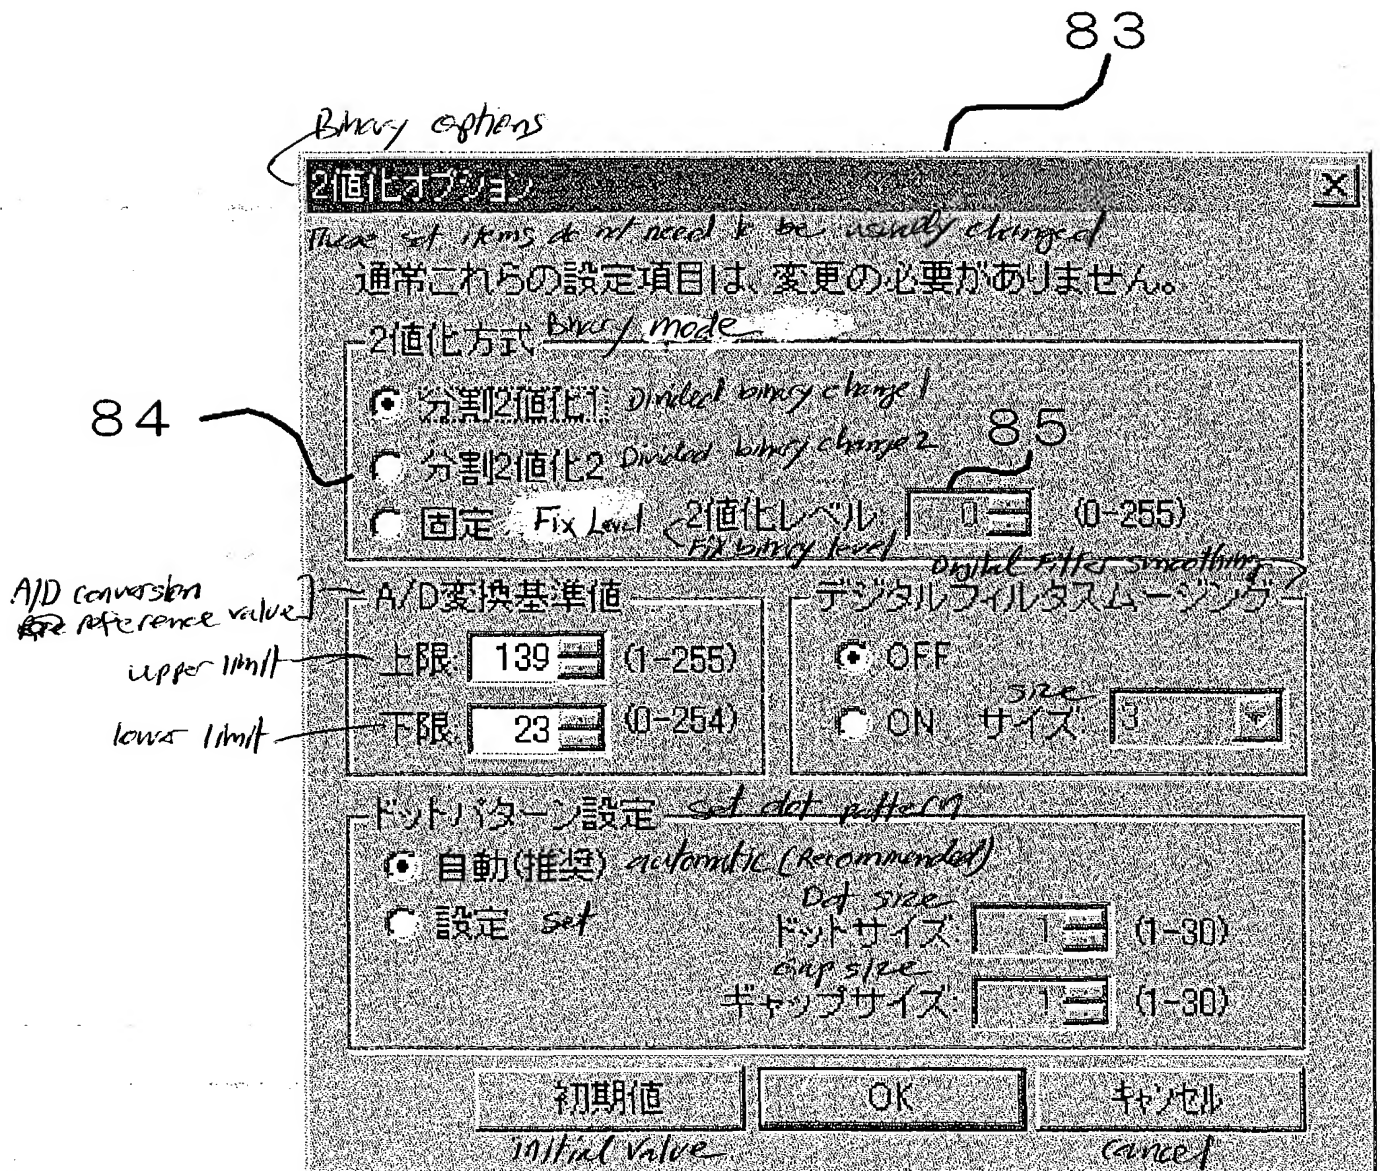 83
Binary options
2値化オプション
These set items do not need to be usually changed
通常これらの設定項目は、変更の必要がありません。
2値化方式 Binary mode
84
分割2値化1 Divided binary change 1
85
分割2値化2 Divided binary change 2
固定 Fix Level 2値化レベル: 0 (0-255)
Fix binary level
Digital Filter smoothing
A/D conversion
reference value
A/D変換基準値 デジタルフィルタスムージング
upper limit 上限: 139 (1-255) OFF
size
lower limit 下限: 23 (0-254) ON サイズ: 3
ドットパターン設定 set dot pattern
自動(推奨) automatic (Recommended)
Dot size
設定 set ドットサイズ: 1 (1-30)
Gap size
ギャップサイズ: 1 (1-30)
初期値 OK キャンセル
initial value cancel